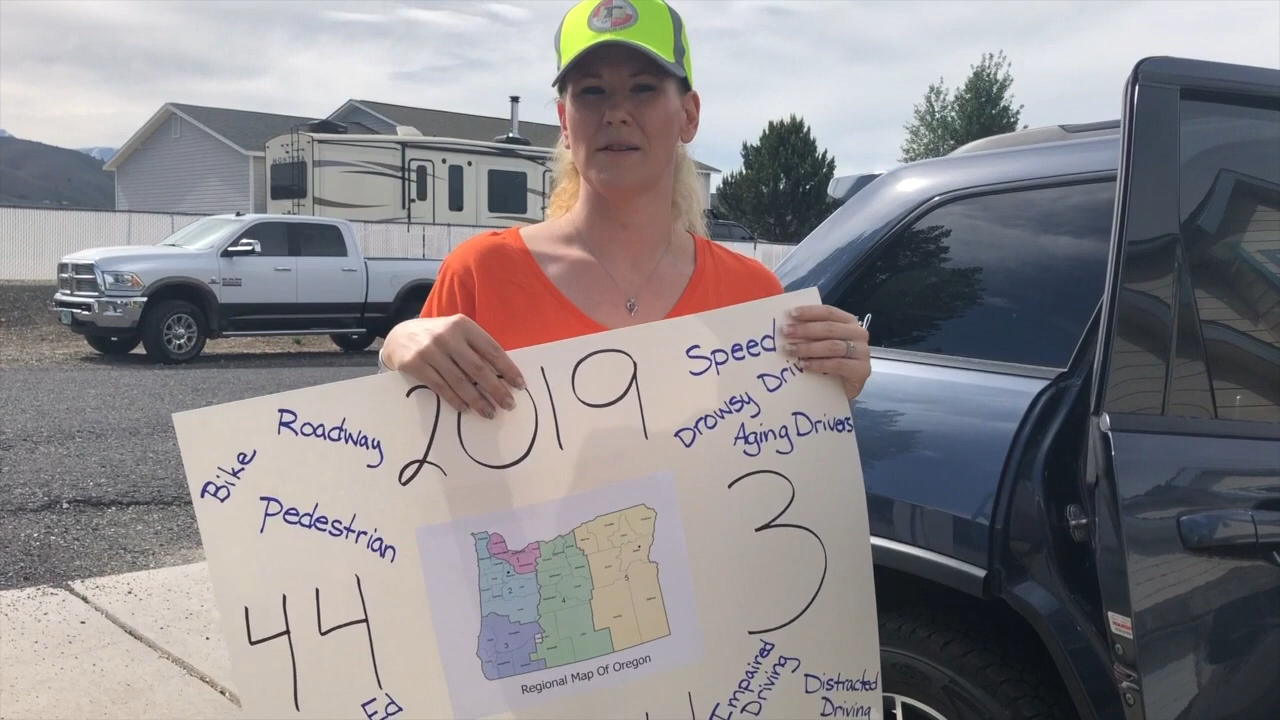 2019
Speed
Drowsy Driv
Aging Drivers
Roadway
Bike
Pedestrian
44
3
Regional Map Of Oregon
Impaired
Driving
Distracted
Driving
Ed